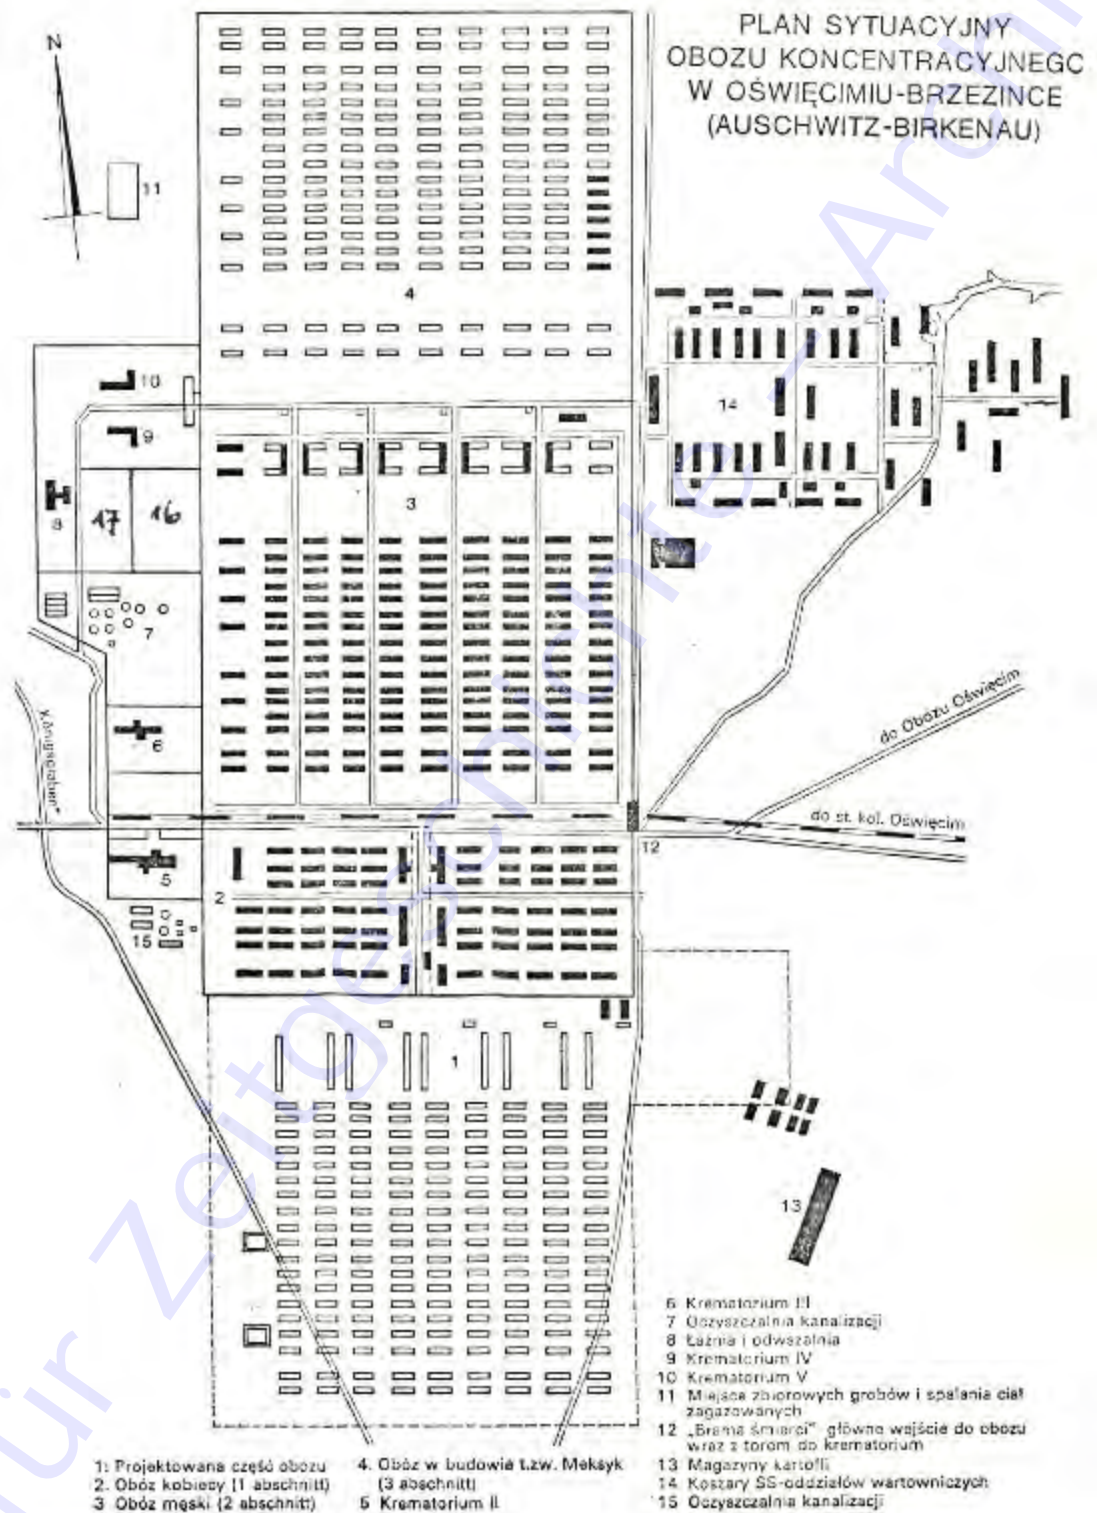 PLAN SYTUACYJNY
OBOZU KONCENTRACYJNEGO
W OŚWIĘCIMIU-BRZEZINCE
(AUSCHWITZ-BIRKENAU)
N
11
4
10
9
8
17
16
14
3
7
6
"Königsgraben"
do Obozu Oświęcim
do st. kol. Oświęcim
12
5
2
15
1
13
1: Projektowana część obozu
2. Obóz kobiecy (1 abschnitt)
3 Obóz męski (2 abschnitt)
4. Obóz w budowie t.zw. Meksyk
(3 abschnitt)
5 Krematorium II
6 Krematorium III
7 Oczyszczalnia kanalizacji
8 Łaźnia i odwszalnia
9 Krematorium IV
10 Krematorium V
11 Miejsce zbiorowych grobów i spalania ciał
zagazowanych
12 „Brama śmierci" główne wejście do obozu
wraz z torem do krematorium
13 Magazyny kartofli
14 Koszary SS-oddziałów wartowniczych
15 Oczyszczalnia kanalizacji
für Zeitgeschichte - Archi